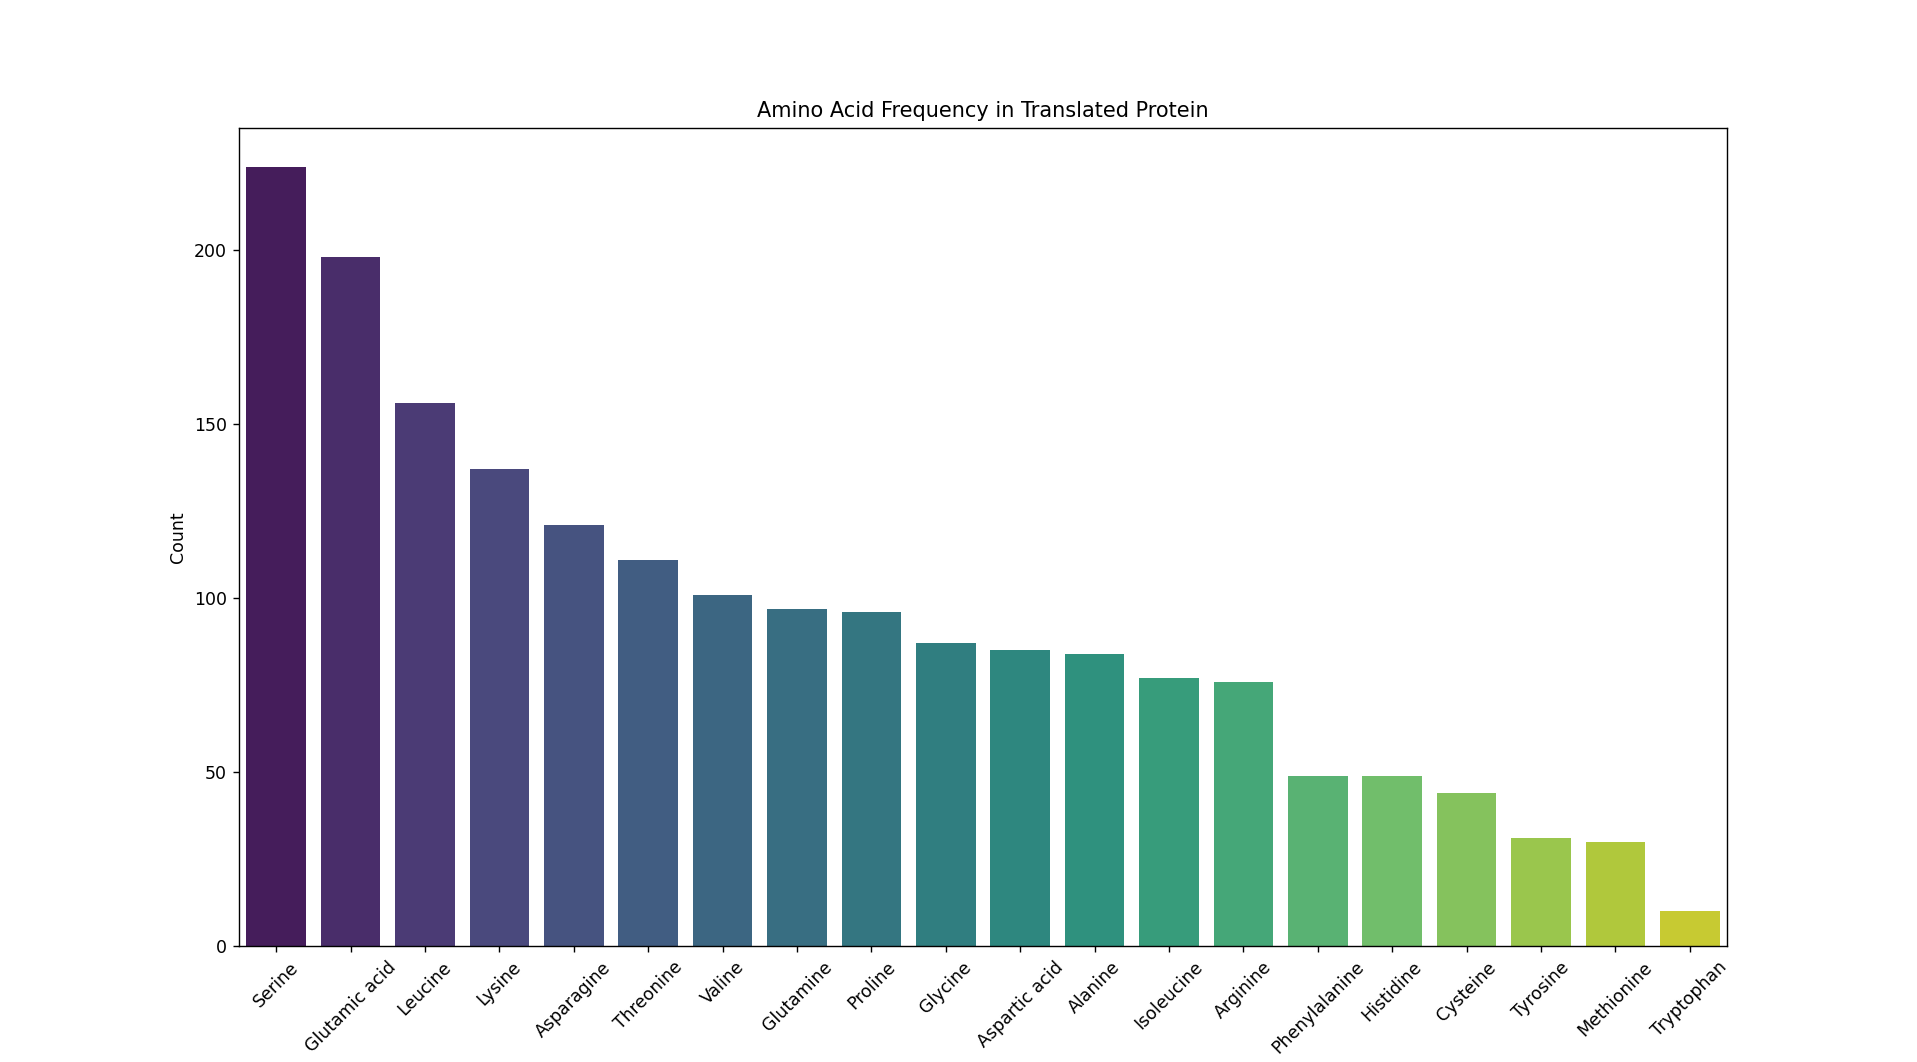 Amino Acid Frequency in Translated Protein
Count
200
150
100
50
0
Serine
Glutamic acid
Leucine
Lysine
Asparagine
Threonine
Valine
Glutamine
Proline
Glycine
Aspartic acid
Alanine
Isoleucine
Arginine
Phenylalanine
Histidine
Cysteine
Tyrosine
Methionine
Tryptophan